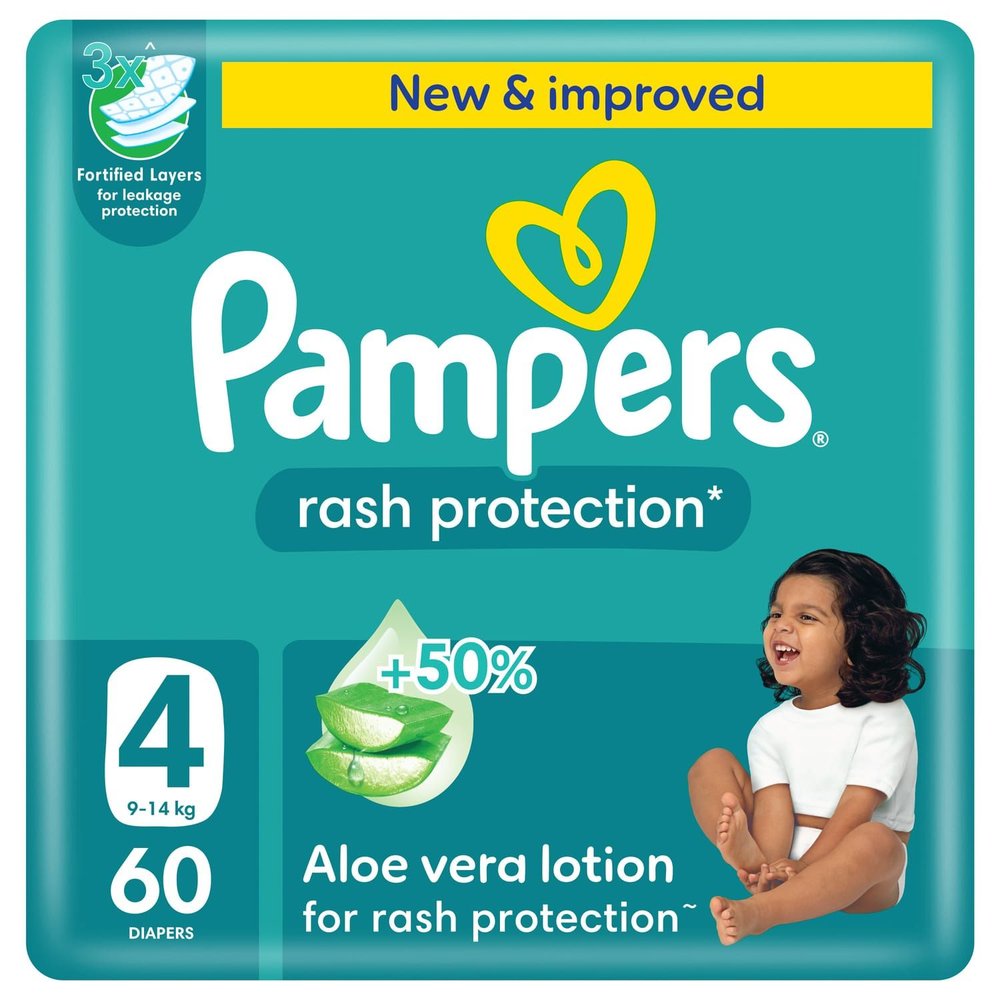 3x^
Fortified Layers
for leakage
protection
New & improved
Pampers®
rash protection*
+50%
4
9-14 kg
60
DIAPERS
Aloe vera lotion
for rash protection~